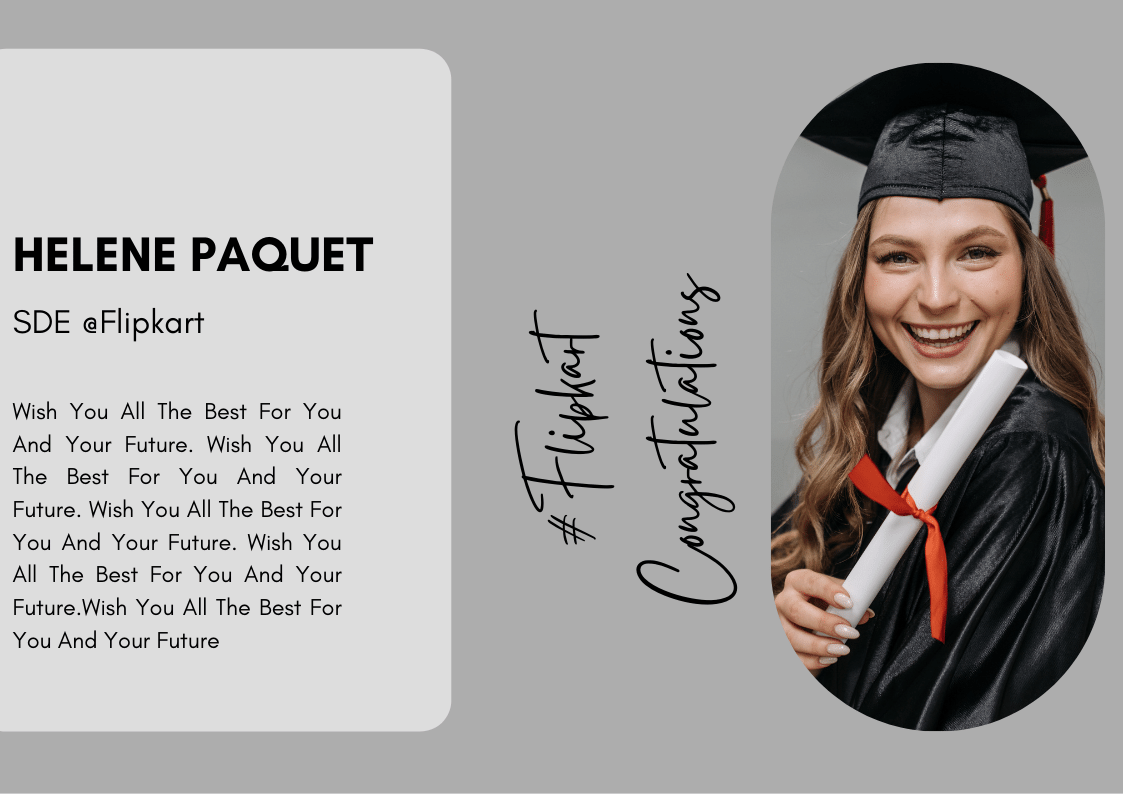 HELENE PAQUET
SDE @Flipkart
Wish You All The Best For You
And Your Future. Wish You All
The Best For You And Your
Future. Wish You All The Best For
You And Your Future. Wish You
All The Best For You And Your
Future.Wish You All The Best For
You And Your Future
# Flipkart
Congratulations